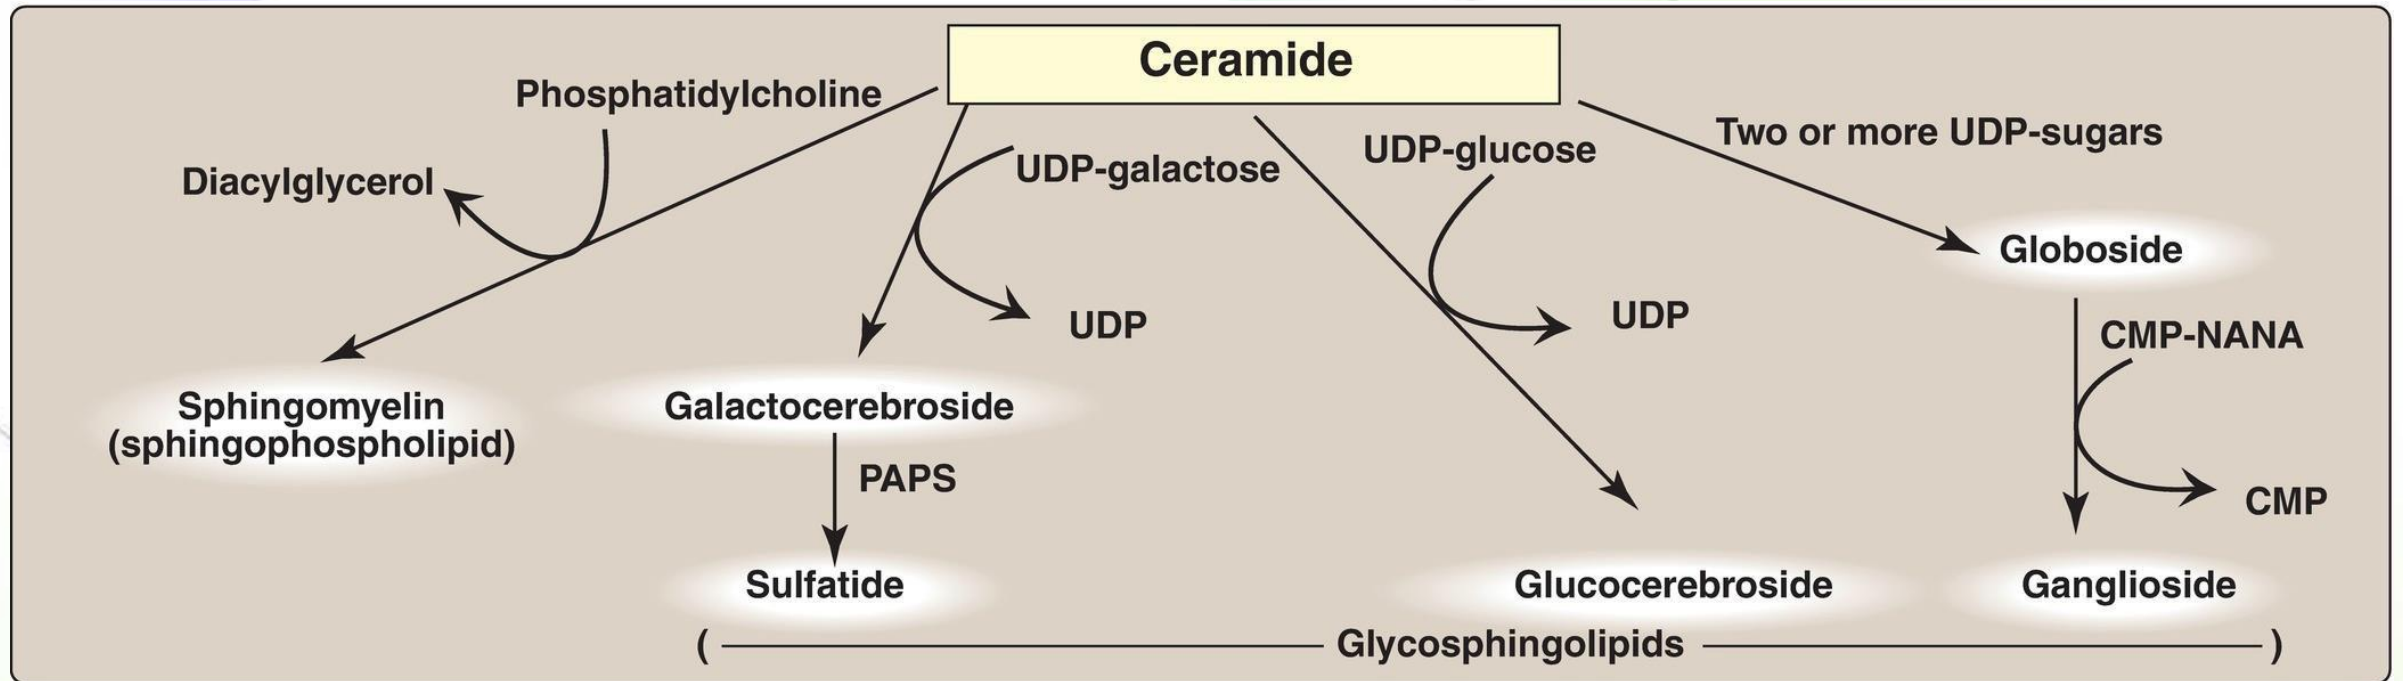 Ceramide
Phosphatidylcholine
Two or more UDP-sugars
UDP-glucose
UDP-galactose
Diacylglycerol
Globoside
UDP
UDP
CMP-NANA
Sphingomyelin
(sphingophospholipid)
Galactocerebroside
PAPS
CMP
Sulfatide
Glucocerebroside
Ganglioside
( Glycosphingolipids )